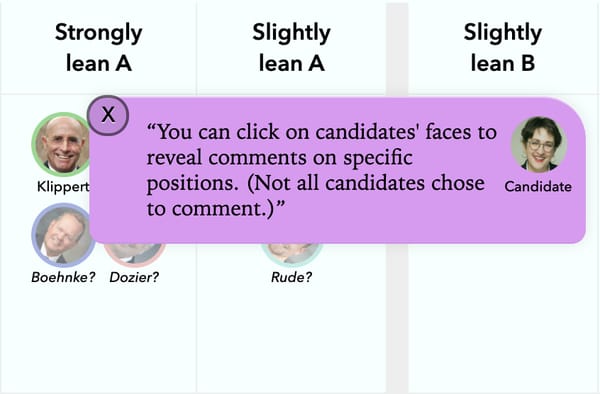 Strongly
lean A
Slightly
lean A
Slightly
lean B
X
“You can click on candidates' faces to
reveal comments on specific
positions. (Not all candidates chose
to comment.)”
Klippert
Candidate
Boehnke?
Dozier?
Rude?